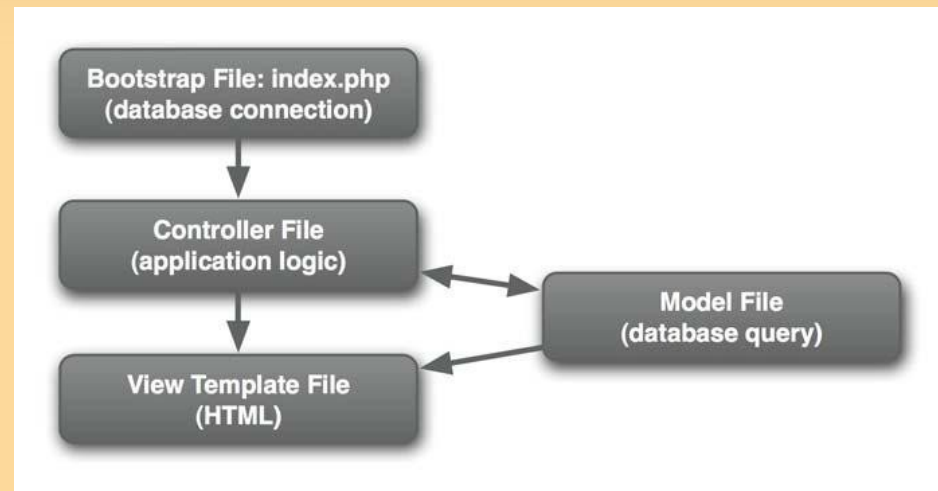 Bootstrap File: index.php
(database connection)
Controller File
(application logic)
Model File
(database query)
View Template File
(HTML)